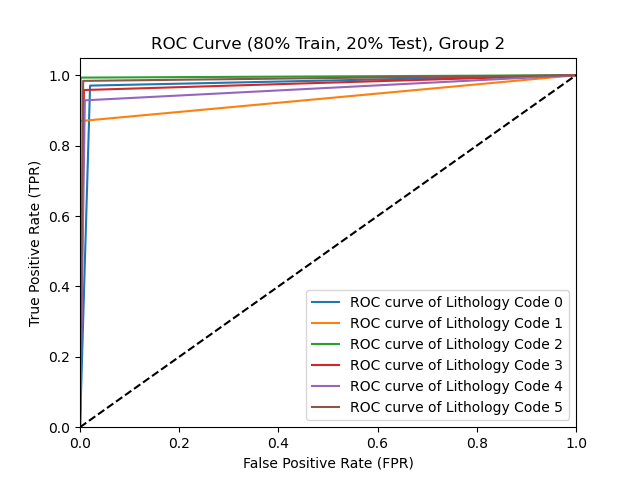 ROC Curve (80% Train, 20% Test), Group 2
1.0
0.8
0.6
0.4
0.2
0.0
True Positive Rate (TPR)
ROC curve of Lithology Code 0
ROC curve of Lithology Code 1
ROC curve of Lithology Code 2
ROC curve of Lithology Code 3
ROC curve of Lithology Code 4
ROC curve of Lithology Code 5
0.0 0.2 0.4 0.6 0.8 1.0
False Positive Rate (FPR)